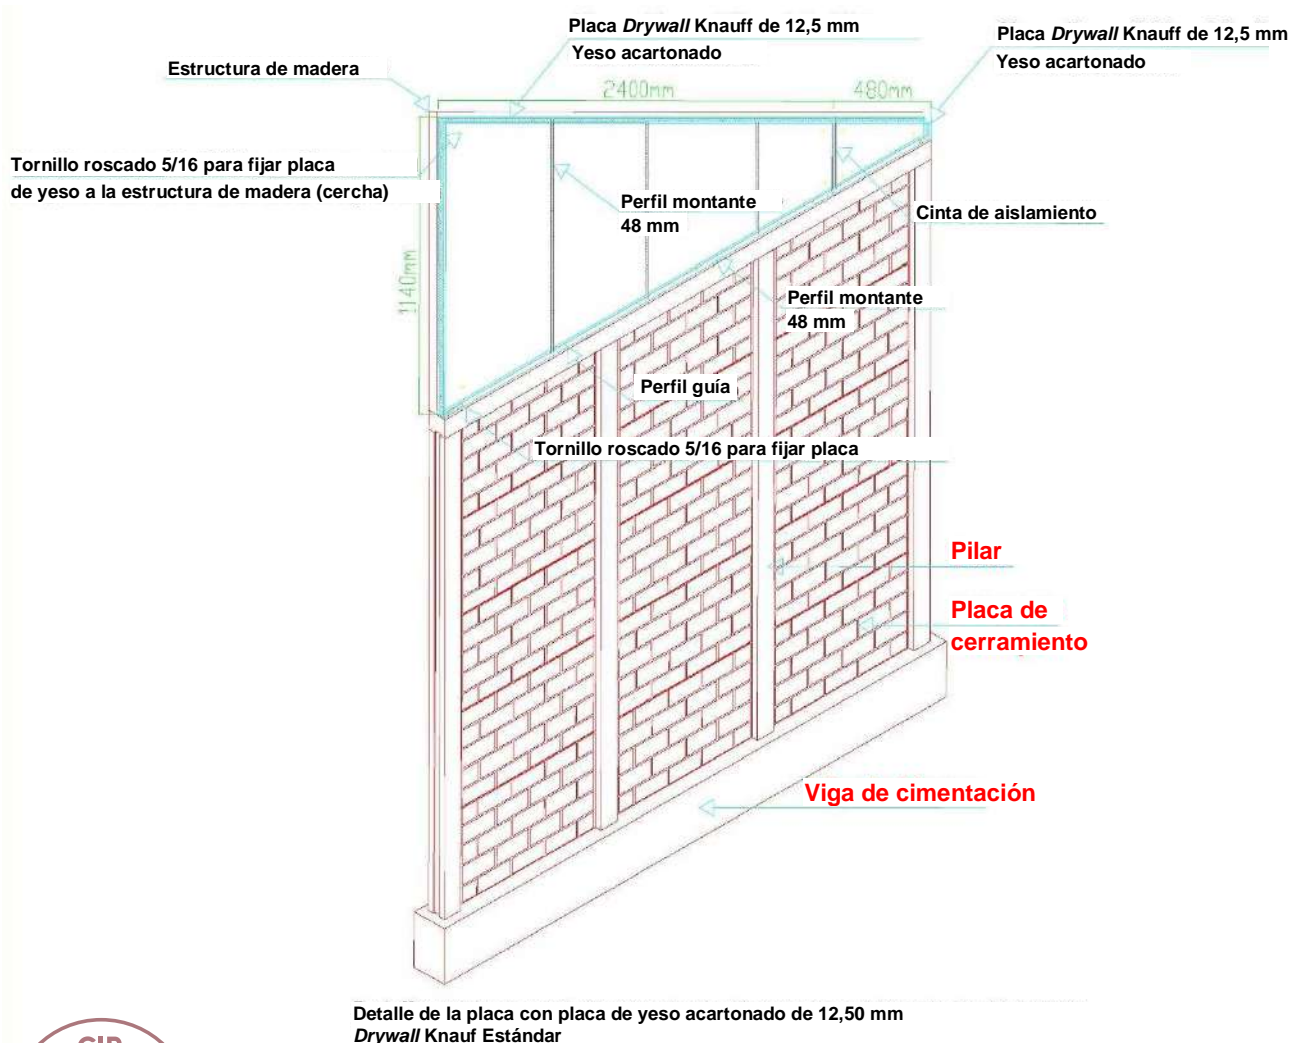 Placa Drywall Knauff de 12,5 mm
Yeso acartonado
Placa Drywall Knauff de 12,5 mm
Yeso acartonado
Estructura de madera
2400mm
480mm
Tornillo roscado 5/16 para fijar placa
de yeso a la estructura de madera (cercha)
Perfil montante
48 mm
Cinta de aislamiento
1140mm
Perfil montante
48 mm
Perfil guía
Tornillo roscado 5/16 para fijar placa
Pilar
Placa de
cerramiento
Viga de cimentación
Detalle de la placa con placa de yeso acartonado de 12,50 mm
Drywall Knauf Estándar